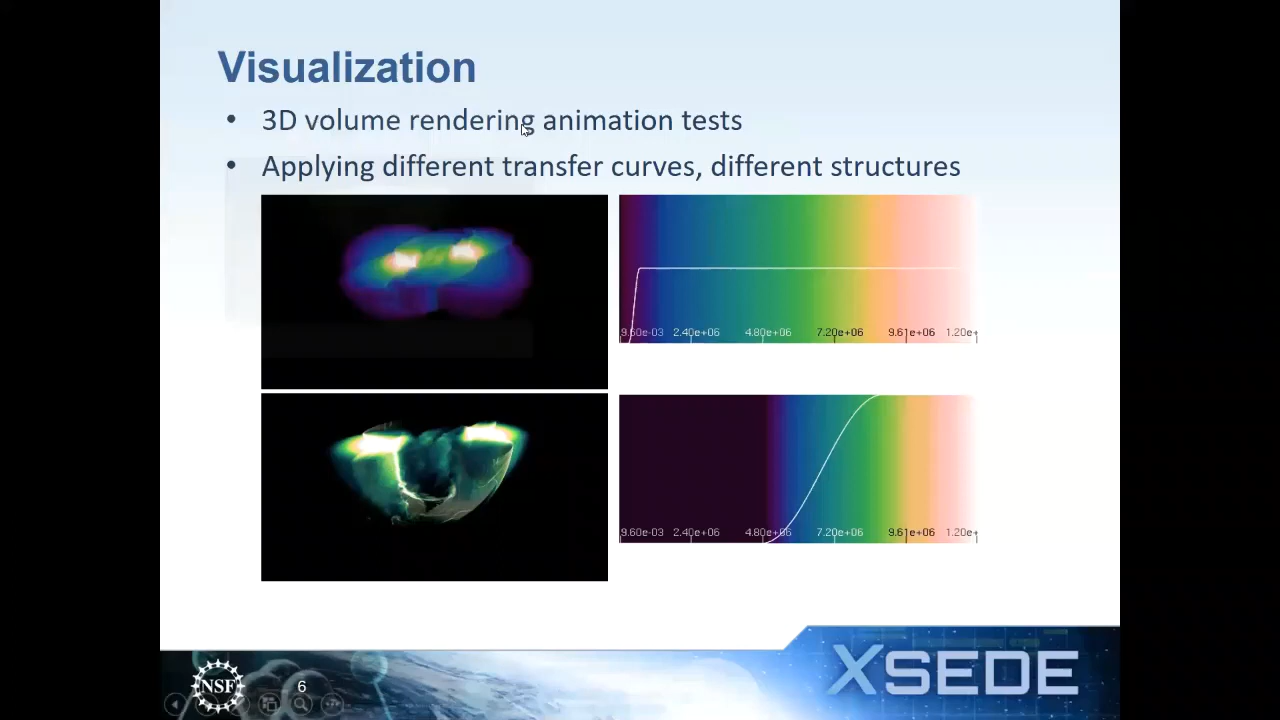 Visualization
• 3D volume rendering animation tests
• Applying different transfer curves, different structures
9.60e-03 2.40e+06 4.80e+06 7.20e+06 9.61e+06 1.20e+
9.60e-03 2.40e+06 4.80e+06 7.20e+06 9.61e+06 1.20e+
NSF
6
XSEDE